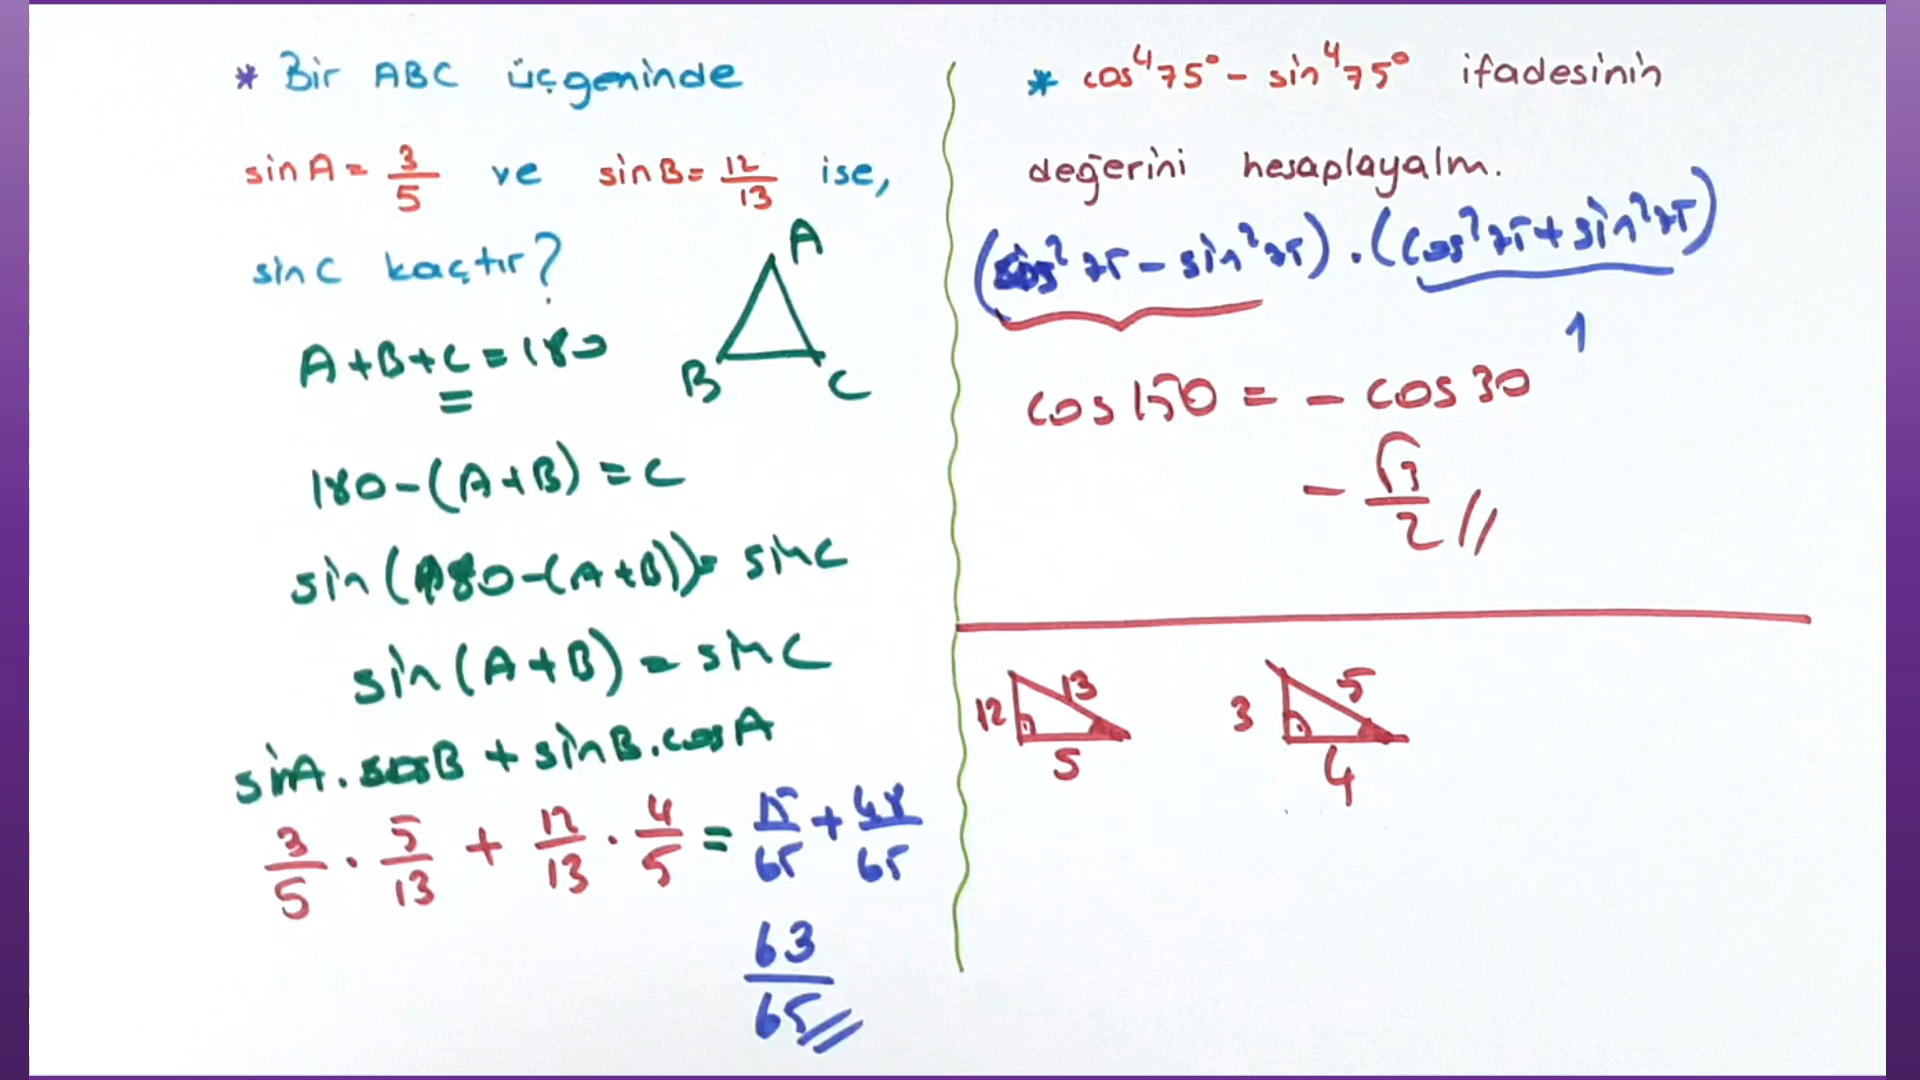 * Bir ABC üçgeninde
sin A = 3/5 ve sin B = 12/13 ise,
sin C kaçtır?
A
B
C
A + B + C = 180
180 - (A + B) = C
sin (180 - (A + B)) = sin C
sin (A + B) = sin C
sin A . cos B + sin B . cos A
3/5 . 5/13 + 12/13 . 4/5 = 15/65 + 48/65
63/65 //
* cos⁴75° - sin⁴75° ifadesinin
değerini hesaplayalm.
(cos²75 - sin²75) . (cos²75 + sin²75)
1
cos 150 = - cos 30
- √3/2 //
12 13 5
3 5 4